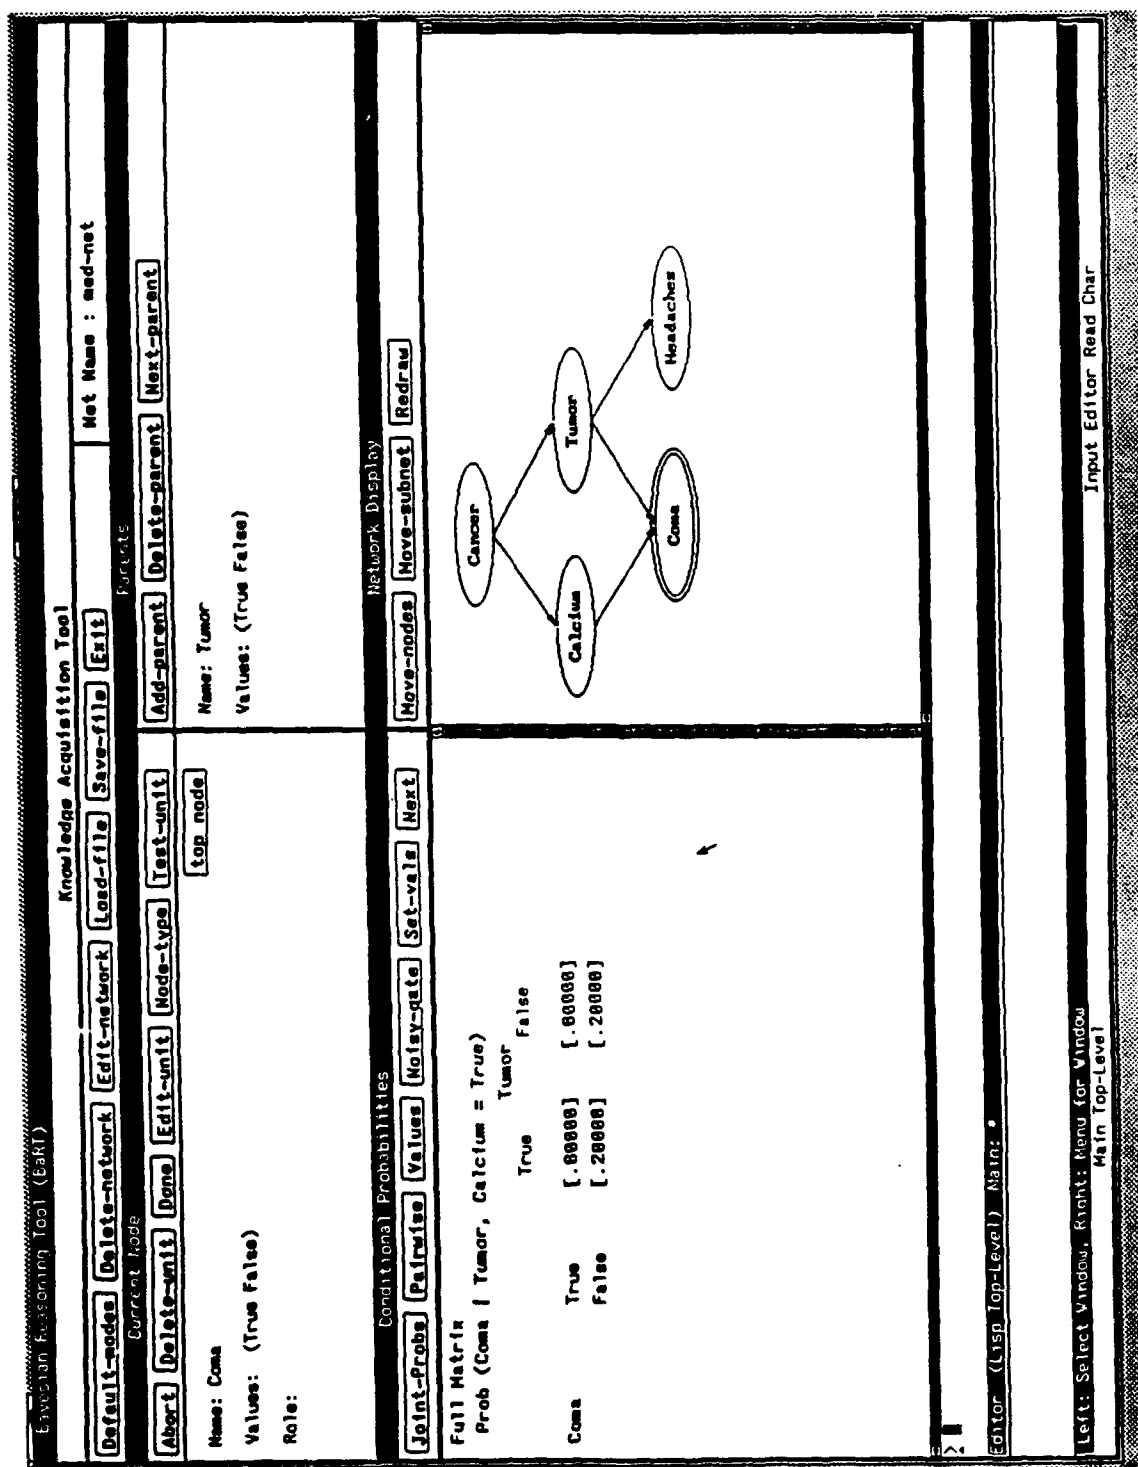 Bayesian Reasoning Tool (BaRT)
Knowledge Acquisition Tool
Default-modes Delete-network Edit-network Load-file Save-file Exit
Net Name : med-net
Current Node
Abort Delete-unit Done Edit-unit Node-type Test-unit
top node
Name: Coma
Values: (True False)
Role:
Parents
Add-parent Delete-parent Next-parent
Name: Tumor
Values: (True False)
Conditional Probabilities
Joint-Probs Pairwise Values Noisy-gate Set-vals Next
Full Matrix
Prob (Coma | Tumor, Calcium = True)
Tumor
True False
Coma True [.80000] [.80000]
False [.20000] [.20000]
Network Display
Move-nodes Move-subnet Redraw
Cancer
Calcium Tumor
Coma Headaches
>
Editor (Lisp Top-Level) Main:
Left: Select Window, Right: Menu for Window
Main Top-Level
Input Editor Read Char